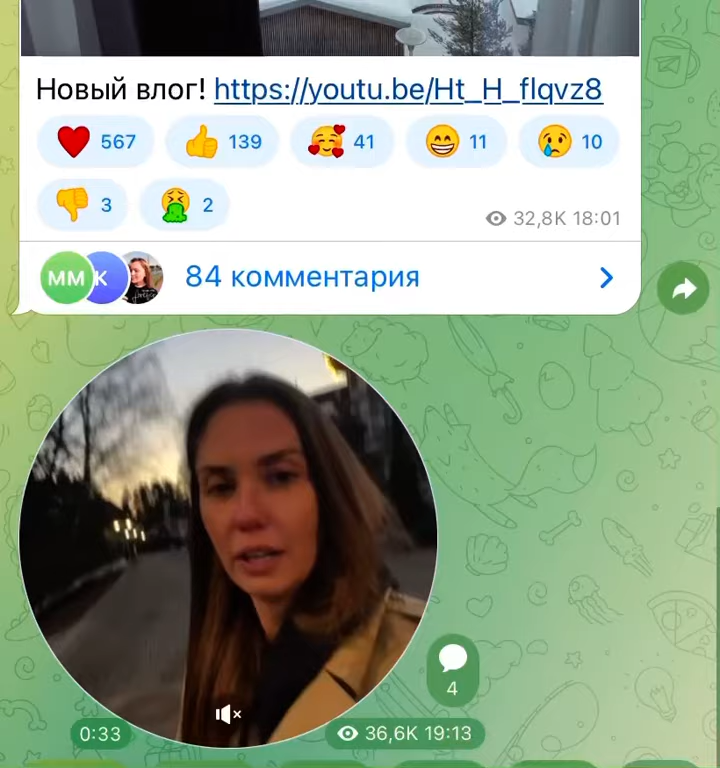 Новый влог! https://youtu.be/Ht_H_flqvz8
567 139 41 11 10
3 2
32,8K 18:01
ММ К 84 комментария
4
0:33 36,6K 19:13